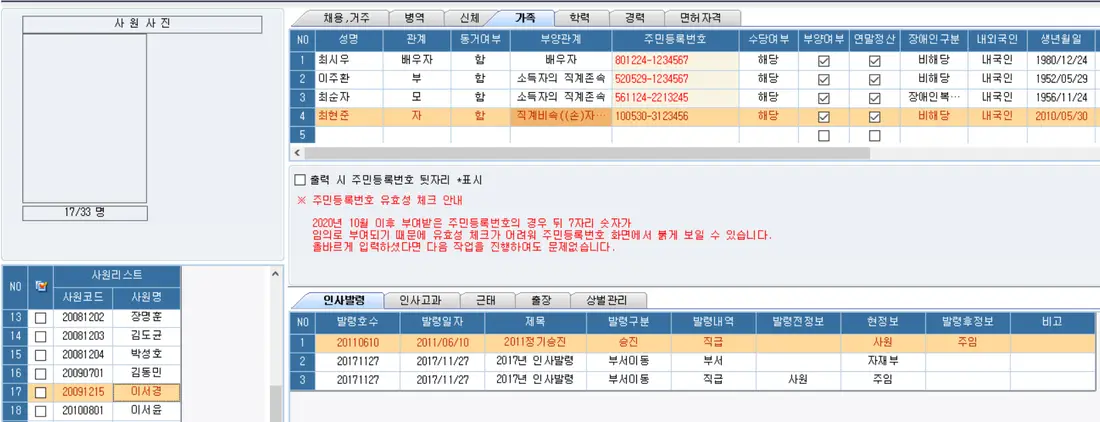 사 원 사 진
17/33 명
NO 사원리스트
사원코드 사원명
13 20081202 장명훈
14 20081203 김도균
15 20081204 박성호
16 20090701 김동민
17 20091215 이서경
18 20100801 이서윤
채용,거주 병역 신체 가족 학력 경력 면허자격
NO 성명 관계 동거여부 부양관계 주민등록번호 수당여부 부양여부 연말정산 장애인구분 내외국인 생년월일
1 최시우 배우자 함 배우자 801224-1234567 해당 비해당 내국인 1980/12/24
2 이주환 부 함 소득자의 직계존속 520529-1234567 해당 비해당 내국인 1952/05/29
3 최순자 모 함 소득자의 직계존속 561124-2213245 해당 장애인복… 내국인 1956/11/24
4 최현준 자 함 직계비속((손)자… 100530-3123456 해당 비해당 내국인 2010/05/30
5
출력 시 주민등록번호 뒷자리 *표시
※ 주민등록번호 유효성 체크 안내
2020년 10월 이후 부여받은 주민등록번호의 경우 뒤 7자리 숫자가
임의로 부여되기 때문에 유효성 체크가 어려워 주민등록번호 화면에서 붉게 보일 수 있습니다.
올바르게 입력하셨다면 다음 작업을 진행하여도 문제없습니다.
인사발령 인사고과 근태 출장 상벌관리
NO 발령호수 발령일자 제목 발령구분 발령내역 발령전정보 현정보 발령후정보 비고
1 20110610 2011/06/10 2011정기승진 승진 직급 사원 주임
2 20171127 2017/11/27 2017년 인사발령 부서이동 부서 자재부
3 20171127 2017/11/27 2017년 인사발령 부서이동 직급 사원 주임